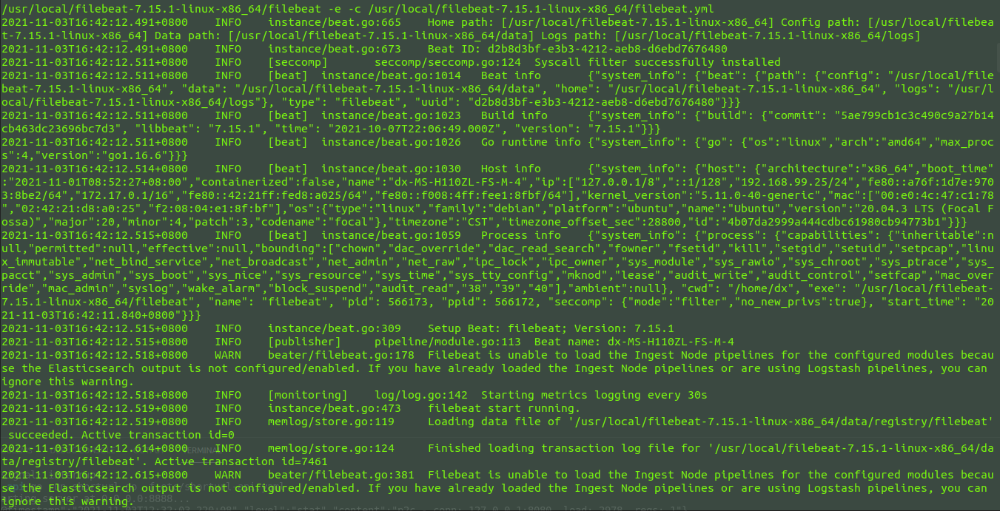 /usr/local/filebeat-7.15.1-linux-x86_64/filebeat -e -c /usr/local/filebeat-7.15.1-linux-x86_64/filebeat.yml
2021-11-03T16:42:12.491+0800    INFO    instance/beat.go:665    Home path: [/usr/local/filebeat-7.15.1-linux-x86_64] Config path: [/usr/local/filebea
t-7.15.1-linux-x86_64] Data path: [/usr/local/filebeat-7.15.1-linux-x86_64/data] Logs path: [/usr/local/filebeat-7.15.1-linux-x86_64/logs]
2021-11-03T16:42:12.491+0800    INFO    instance/beat.go:673    Beat ID: d2b8d3bf-e3b3-4212-aeb8-d6ebd7676480
2021-11-03T16:42:12.511+0800    INFO    [seccomp]       seccomp/seccomp.go:124  Syscall filter successfully installed
2021-11-03T16:42:12.511+0800    INFO    [beat]  instance/beat.go:1014   Beat info       {"system_info": {"beat": {"path": {"config": "/usr/local/file
beat-7.15.1-linux-x86_64", "data": "/usr/local/filebeat-7.15.1-linux-x86_64/data", "home": "/usr/local/filebeat-7.15.1-linux-x86_64", "logs": "/usr/l
ocal/filebeat-7.15.1-linux-x86_64/logs"}, "type": "filebeat", "uuid": "d2b8d3bf-e3b3-4212-aeb8-d6ebd7676480"}}}
2021-11-03T16:42:12.511+0800    INFO    [beat]  instance/beat.go:1023   Build info      {"system_info": {"build": {"commit": "5ae799cb1c3c490c9a27b14
cb463dc23696bc7d3", "libbeat": "7.15.1", "time": "2021-10-07T22:06:49.000Z", "version": "7.15.1"}}}
2021-11-03T16:42:12.511+0800    INFO    [beat]  instance/beat.go:1026   Go runtime info {"system_info": {"go": {"os":"linux","arch":"amd64","max_proc
s":4,"version":"go1.16.6"}}}
2021-11-03T16:42:12.514+0800    INFO    [beat]  instance/beat.go:1030   Host info       {"system_info": {"host": {"architecture":"x86_64","boot_time"
:"2021-11-01T08:52:27+08:00","containerized":false,"name":"dx-MS-H110ZL-FS-M-4","ip":["127.0.0.1/8","::1/128","192.168.99.25/24","fe80::a76f:1d7e:970
3:8be2/64","172.17.0.1/16","fe80::42:21ff:fed8:a025/64","fe80::f008:4ff:fee1:8fbf/64"],"kernel_version":"5.11.0-40-generic","mac":["00:e0:4c:47:c1:78
","02:42:21:d8:a0:25","f2:08:04:e1:8f:bf"],"os":{"type":"linux","family":"debian","platform":"ubuntu","name":"Ubuntu","version":"20.04.3 LTS (Focal F
ossa)","major":20,"minor":4,"patch":3,"codename":"focal"},"timezone":"CST","timezone_offset_sec":28800,"id":"4b07da2999a444cdbc61980cb94773b1"}}}
2021-11-03T16:42:12.515+0800    INFO    [beat]  instance/beat.go:1059   Process info    {"system_info": {"process": {"capabilities": {"inheritable":n
ull,"permitted":null,"effective":null,"bounding":["chown","dac_override","dac_read_search","fowner","fsetid","kill","setgid","setuid","setpcap","linu
x_immutable","net_bind_service","net_broadcast","net_admin","net_raw","ipc_lock","ipc_owner","sys_module","sys_rawio","sys_chroot","sys_ptrace","sys_
pacct","sys_admin","sys_boot","sys_nice","sys_resource","sys_time","sys_tty_config","mknod","lease","audit_write","audit_control","setfcap","mac_over
ride","mac_admin","syslog","wake_alarm","block_suspend","audit_read","38","39","40"],"ambient":null}, "cwd": "/home/dx", "exe": "/usr/local/filebeat-
7.15.1-linux-x86_64/filebeat", "name": "filebeat", "pid": 566173, "ppid": 566172, "seccomp": {"mode":"filter","no_new_privs":true}, "start_time": "20
21-11-03T16:42:11.840+0800"}}}
2021-11-03T16:42:12.515+0800    INFO    instance/beat.go:309    Setup Beat: filebeat; Version: 7.15.1
2021-11-03T16:42:12.515+0800    INFO    [publisher]     pipeline/module.go:113  Beat name: dx-MS-H110ZL-FS-M-4
2021-11-03T16:42:12.518+0800    WARN    beater/filebeat.go:178  Filebeat is unable to load the Ingest Node pipelines for the configured modules becau
se the Elasticsearch output is not configured/enabled. If you have already loaded the Ingest Node pipelines or are using Logstash pipelines, you can
ignore this warning.
2021-11-03T16:42:12.518+0800    INFO    [monitoring]    log/log.go:142  Starting metrics logging every 30s
2021-11-03T16:42:12.519+0800    INFO    instance/beat.go:473    filebeat start running.
2021-11-03T16:42:12.519+0800    INFO    memlog/store.go:119     Loading data file of '/usr/local/filebeat-7.15.1-linux-x86_64/data/registry/filebeat'
 succeeded. Active transaction id=0
2021-11-03T16:42:12.614+0800    INFO    memlog/store.go:124     Finished loading transaction log file for '/usr/local/filebeat-7.15.1-linux-x86_64/da
ta/registry/filebeat'. Active transaction id=7461
2021-11-03T16:42:12.615+0800    WARN    beater/filebeat.go:381  Filebeat is unable to load the Ingest Node pipelines for the configured modules becau
se the Elasticsearch output is not configured/enabled. If you have already loaded the Ingest Node pipelines or are using Logstash pipelines, you can
ignore this warning.